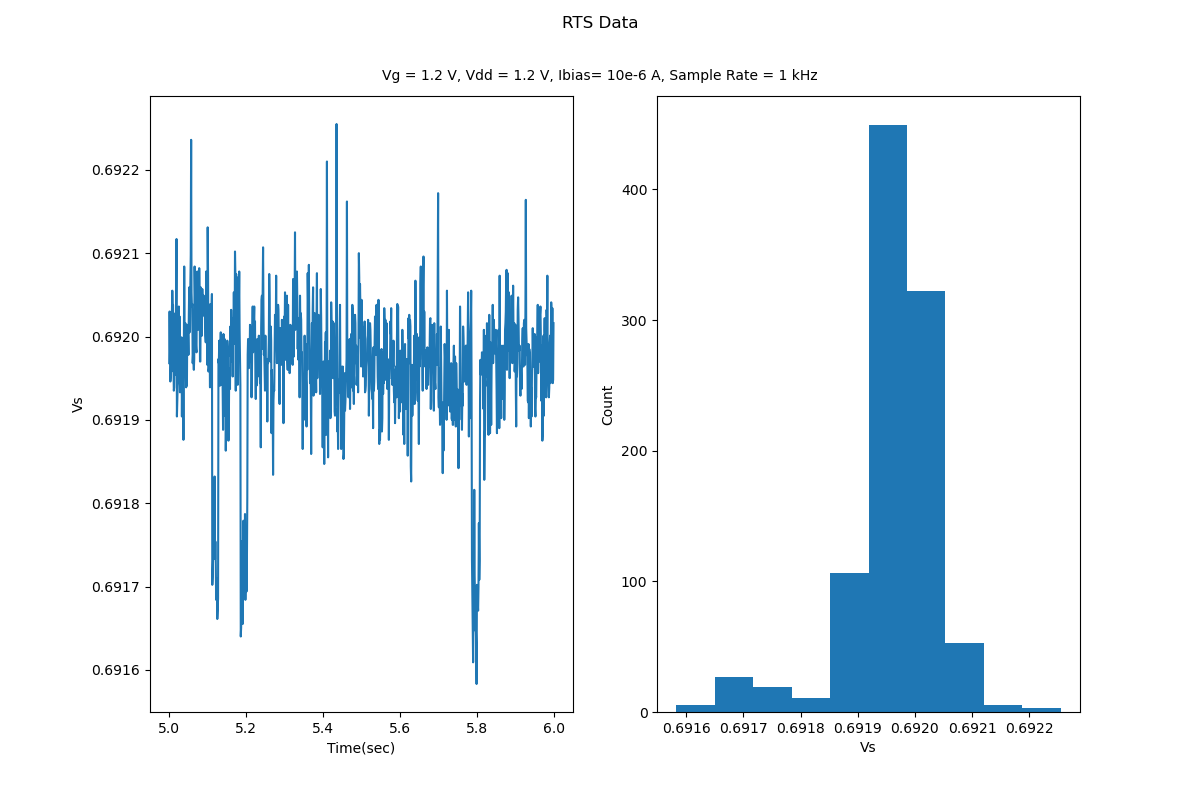 RTS Data
Vg = 1.2 V, Vdd = 1.2 V, Ibias= 10e-6 A, Sample Rate = 1 kHz
0.6922
0.6921
0.6920
0.6919
0.6918
0.6917
0.6916
Vs
5.0 5.2 5.4 5.6 5.8 6.0
Time(sec)
400
300
200
100
0
Count
0.6916 0.6917 0.6918 0.6919 0.6920 0.6921 0.6922
Vs